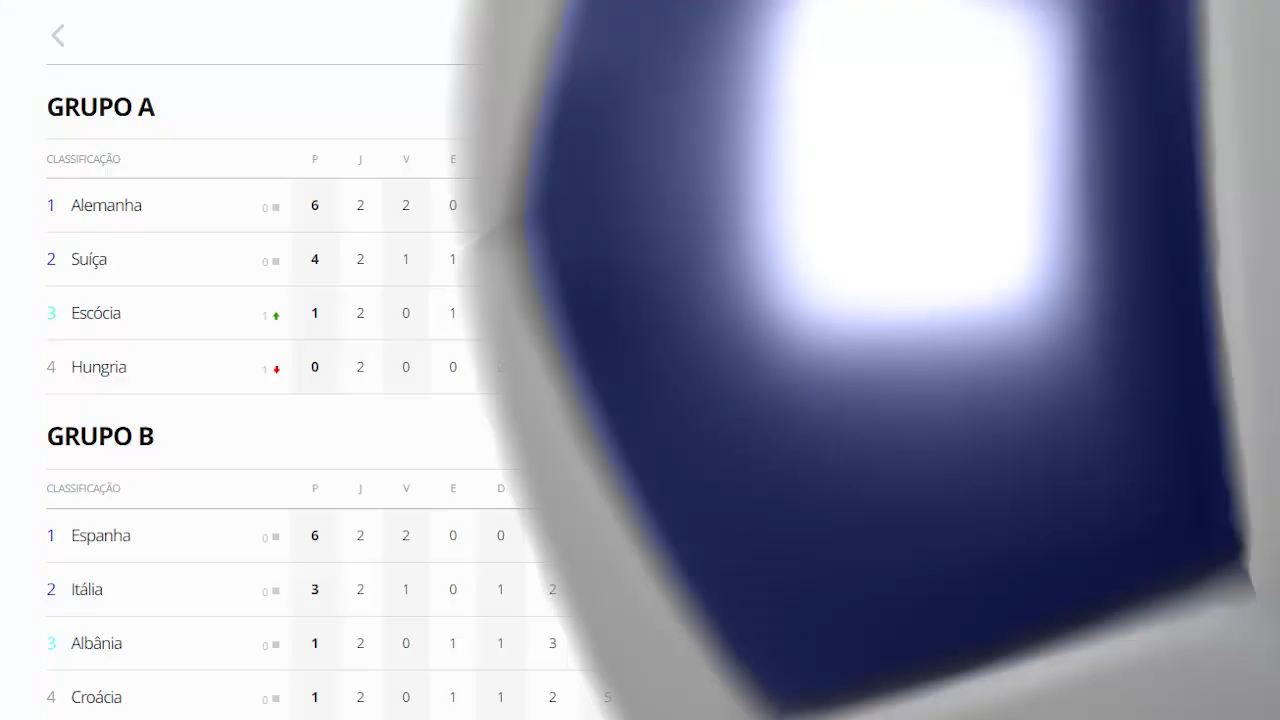 GRUPO A
CLASSIFICAÇÃO P J V E
1 Alemanha 0 6 2 2 0
2 Suíça 0 4 2 1 1
3 Escócia 1 1 2 0 1
4 Hungria 1 0 2 0 0
GRUPO B
CLASSIFICAÇÃO P J V E D
1 Espanha 0 6 2 2 0 0
2 Itália 0 3 2 1 0 1 2
3 Albânia 0 1 2 0 1 1 3
4 Croácia 0 1 2 0 1 1 2 5